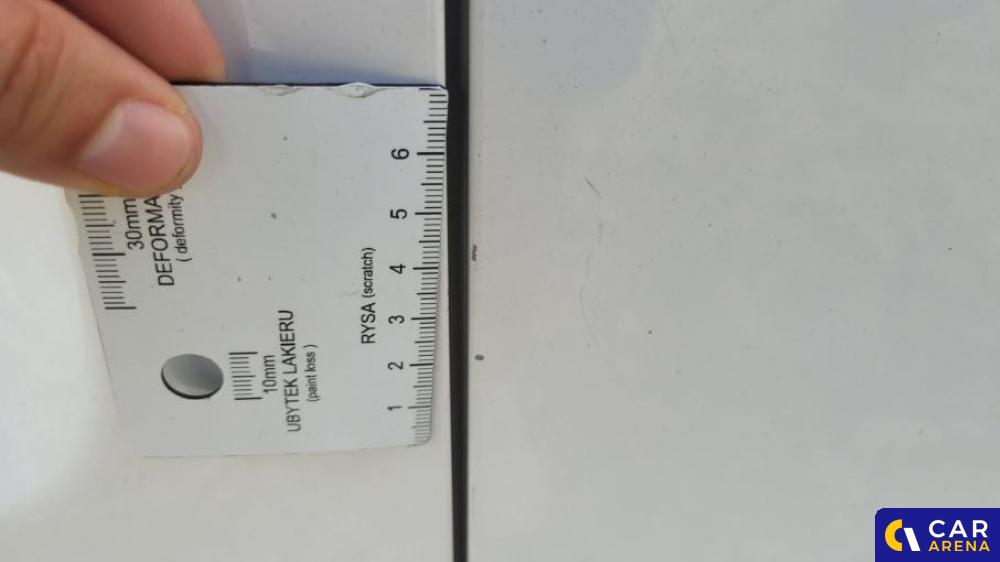 30mm
DEFORMA
( deformity )
10mm
UBYTEK LAKIERU
(paint loss)
RYSA (scratch)
1 2 3 4 5 6
CAR
ARENA